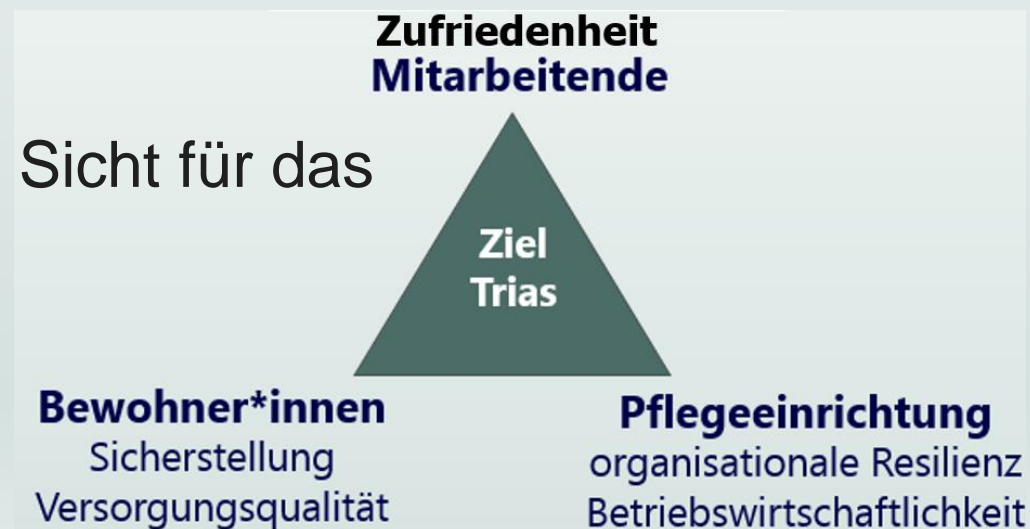 Zufriedenheit
Mitarbeitende
Sicht für das
Ziel
Trias
Bewohner*innen
Sicherstellung
Versorgungsqualität
Pflegeeinrichtung
organisationale Resilienz
Betriebswirtschaftlichkeit